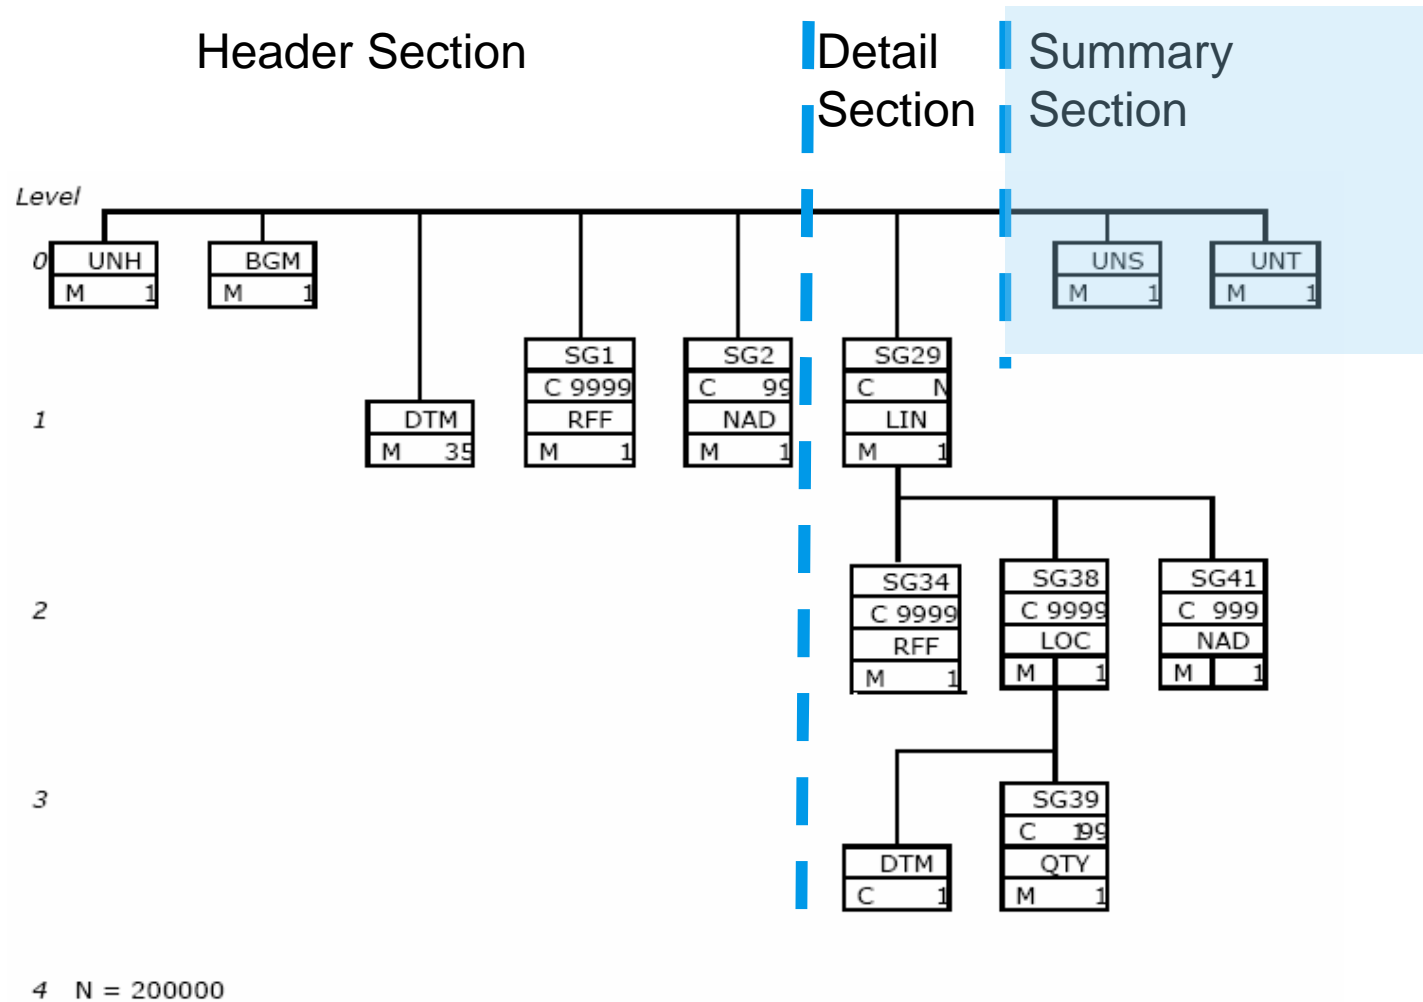 Header Section
Detail
Section
Summary
Section
Level
0
UNH
M 1
BGM
M 1
UNS
M 1
UNT
M 1
1
DTM
M 35
SG1
C 9999
RFF
M 1
SG2
C 99
NAD
M 1
SG29
C N
LIN
M 1
2
SG34
C 9999
RFF
M 1
SG38
C 9999
LOC
M 1
SG41
C 999
NAD
M 1
3
DTM
C 1
SG39
C 199
QTY
M 1
4 N = 200000